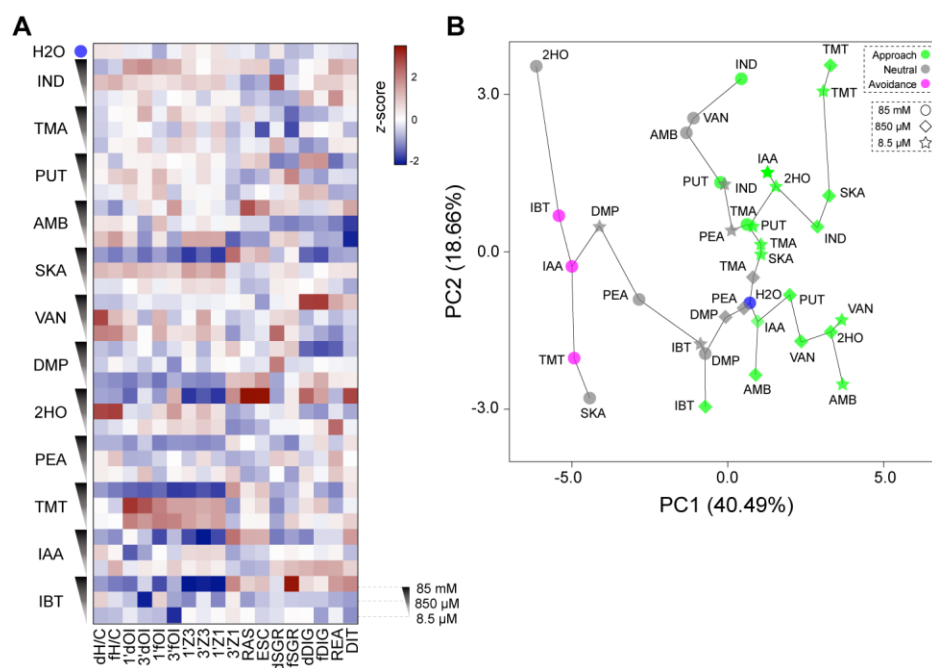 A
H2O
IND
TMA
PUT
AMB
SKA
VAN
DMP
2HO
PEA
TMT
IAA
IBT
dH/C
fH/C
1'dOI
3'dOI
1'fOI
3'fOI
1'Z3
3'Z3
1'Z1
3'Z1
RAS
ESC
dSGR
fSGR
dDIG
fDIG
REA
DIT
z-score
2
0
-2
85 mM
850 μM
8.5 μM
B
PC2 (18.66%)
3.0
0.0
-3.0
-5.0
0.0
5.0
PC1 (40.49%)
Approach
Neutral
Avoidance
85 mM
850 μM
8.5 μM
2HO
IND
TMT
TMT
VAN
AMB
IAA
2HO
PUT
IND
SKA
IBT
DMP
TMA
PUT
IND
PEA
TMA
SKA
IAA
TMA
PEA
PEA
H2O
PUT
DMP
IAA
VAN
2HO
VAN
IBT
DMP
TMT
AMB
AMB
SKA
IBT